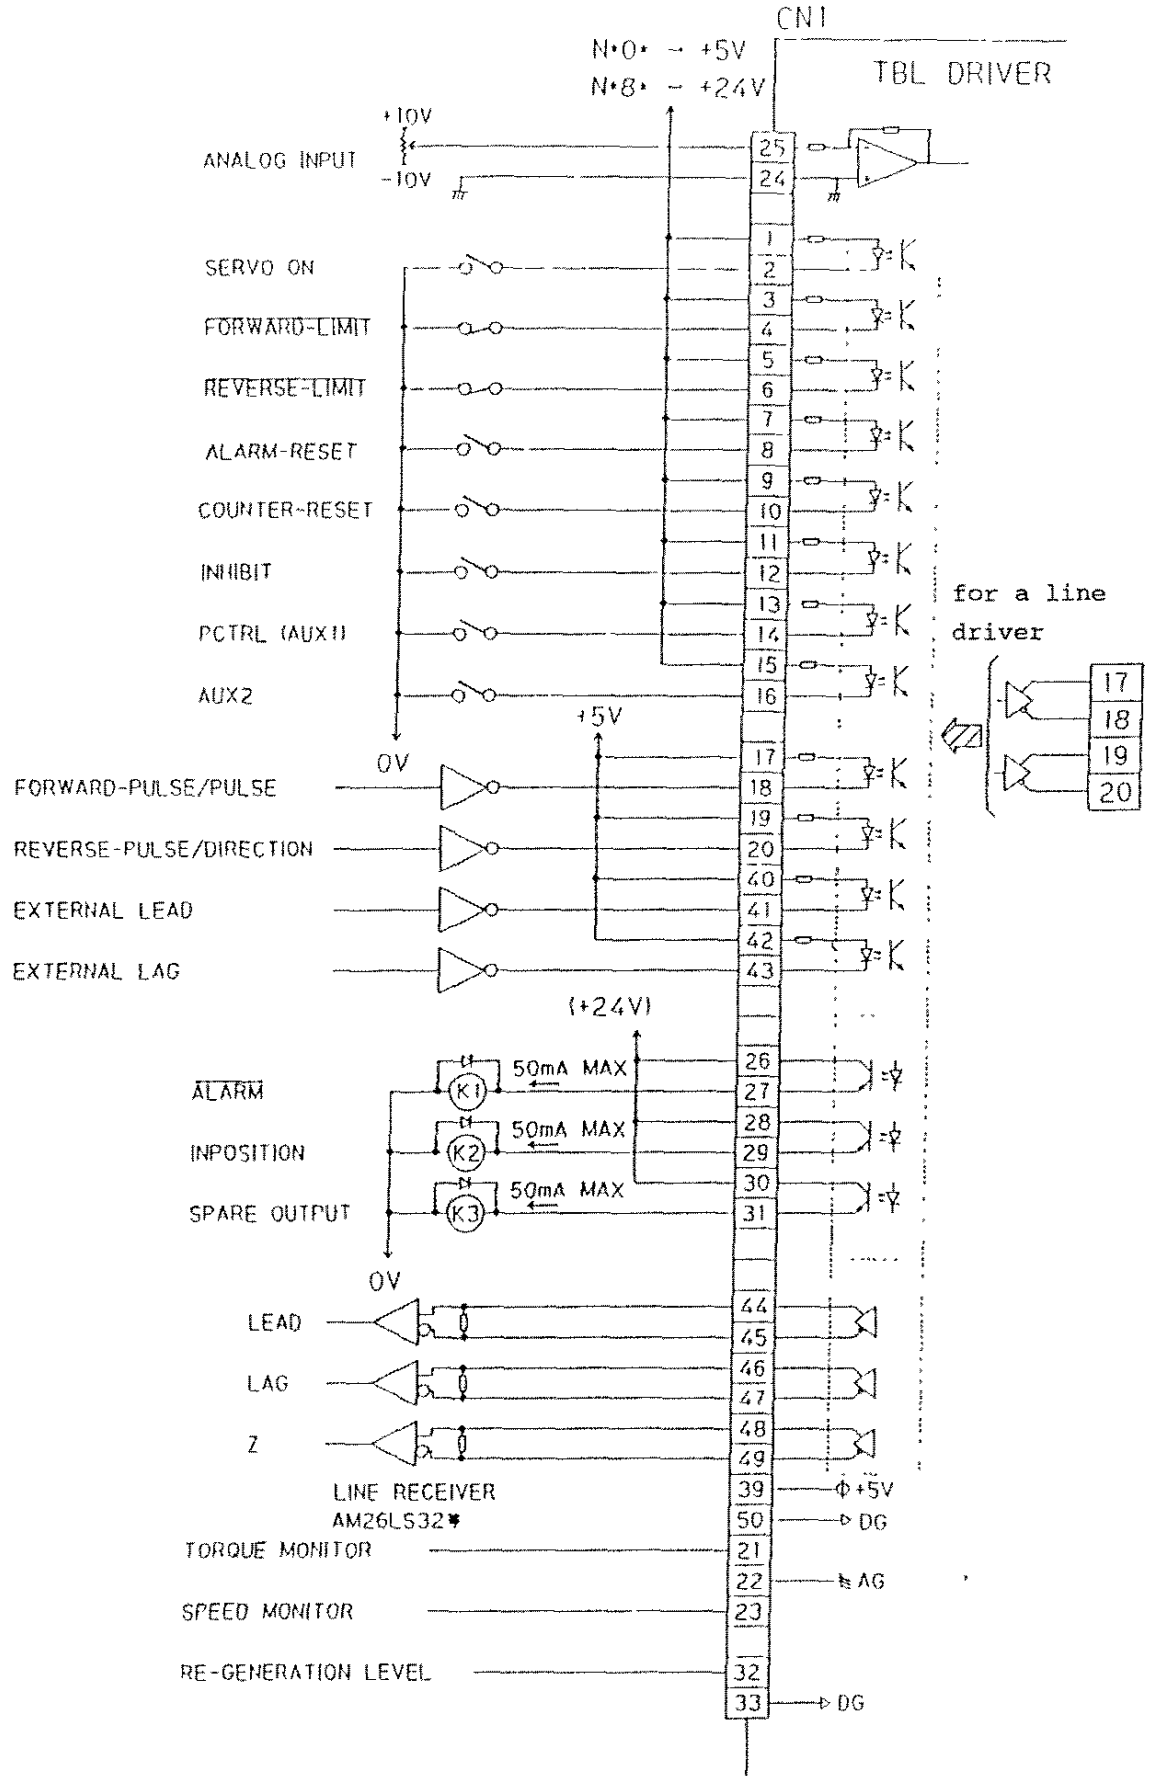 CN1
N*0* → +5V
N*8* → +24V
TBL DRIVER
+10V
ANALOG INPUT
-10V
25
24
1
SERVO ON
2
3
FORWARD-LIMIT
4
5
REVERSE-LIMIT
6
7
ALARM-RESET
8
9
COUNTER-RESET
10
11
INHIBIT
12
13
PCTRL (AUX1)
14
15
AUX2
16
for a line
driver
17
18
19
20
+5V
0V
17
FORWARD-PULSE/PULSE
18
19
REVERSE-PULSE/DIRECTION
20
40
EXTERNAL LEAD
41
42
EXTERNAL LAG
43
(+24V)
26
50mA MAX
ALARM
K1
27
28
50mA MAX
INPOSITION
K2
29
30
50mA MAX
SPARE OUTPUT
K3
31
0V
44
LEAD
45
46
LAG
47
48
Z
49
39
+5V
LINE RECEIVER
AM26LS32*
50
DG
TORQUE MONITOR
21
22
AG
SPEED MONITOR
23
RE-GENERATION LEVEL
32
33
DG